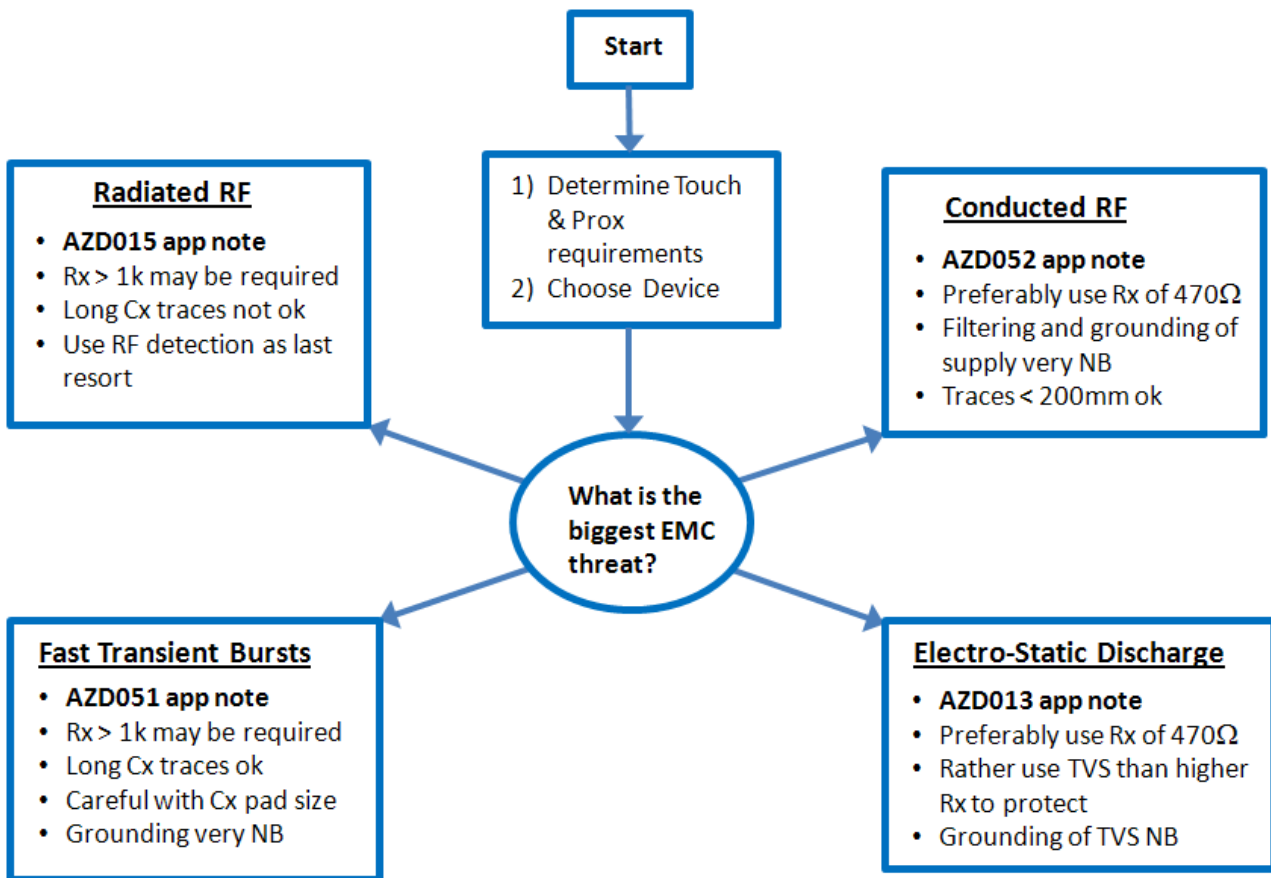 Start
1) Determine Touch
& Prox
requirements
2) Choose Device
Radiated RF
• AZD015 app note
• Rx > 1k may be required
• Long Cx traces not ok
• Use RF detection as last
resort
Conducted RF
• AZD052 app note
• Preferably use Rx of 470Ω
• Filtering and grounding of
supply very NB
• Traces < 200mm ok
What is the
biggest EMC
threat?
Fast Transient Bursts
• AZD051 app note
• Rx > 1k may be required
• Long Cx traces ok
• Careful with Cx pad size
• Grounding very NB
Electro-Static Discharge
• AZD013 app note
• Preferably use Rx of 470Ω
• Rather use TVS than higher
Rx to protect
• Grounding of TVS NB